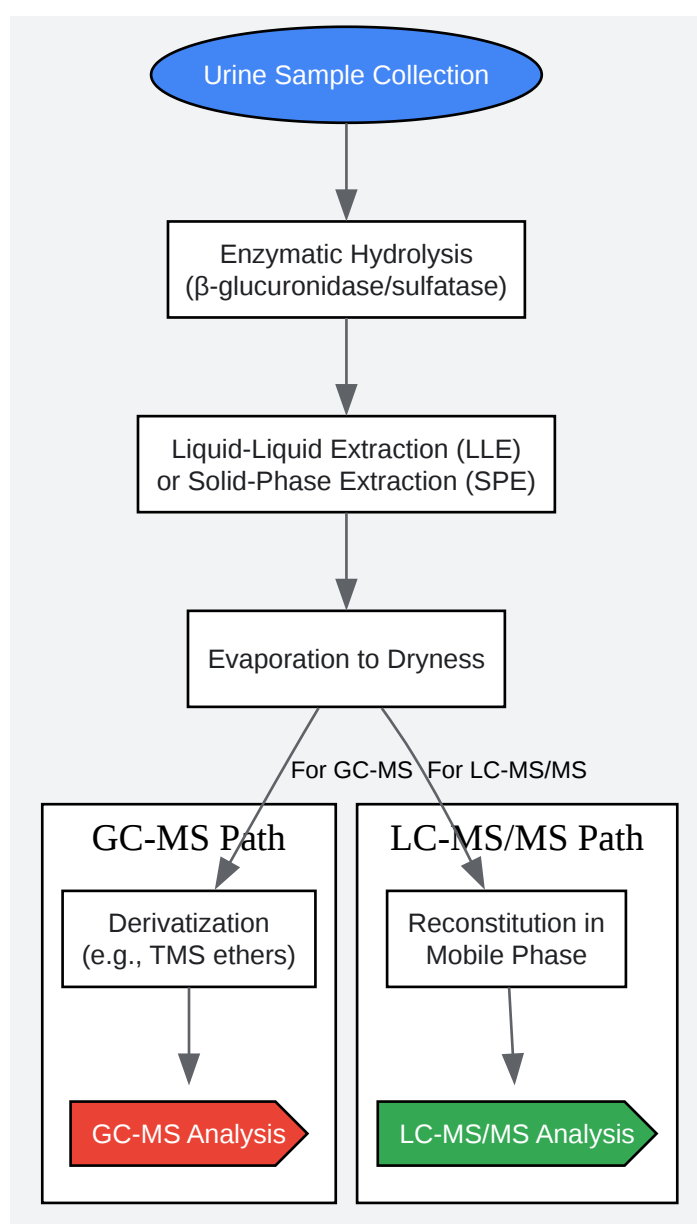 Urine Sample Collection
Enzymatic Hydrolysis
(β-glucuronidase/sulfatase)
Liquid-Liquid Extraction (LLE)
or Solid-Phase Extraction (SPE)
Evaporation to Dryness
For GC-MS
For LC-MS/MS
GC-MS Path
Derivatization
(e.g., TMS ethers)
GC-MS Analysis
LC-MS/MS Path
Reconstitution in
Mobile Phase
LC-MS/MS Analysis